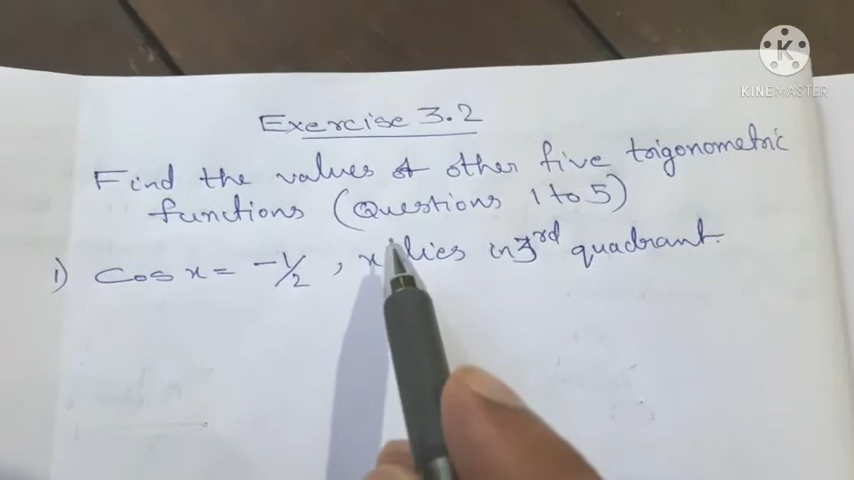 KINEMASTER
Exercise 3.2
Find the values of other five trigonometric
functions (Questions 1 to 5)
1) Cos x = -1/2, x lies in 3rd quadrant.